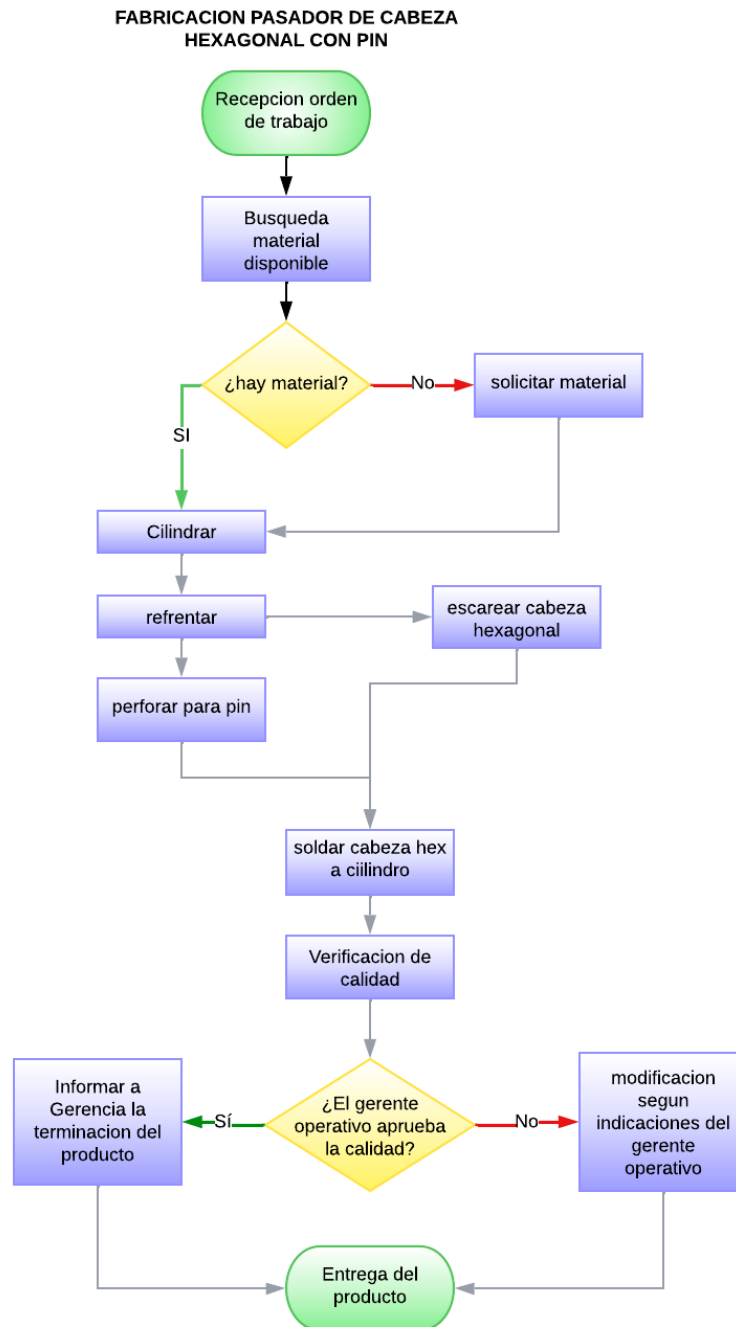 FABRICACION PASADOR DE CABEZA
HEXAGONAL CON PIN
Recepcion orden
de trabajo
Busqueda
material
disponible
¿hay material?
No
solicitar material
SI
Cilindrar
refrentar
escarear cabeza
hexagonal
perforar para pin
soldar cabeza hex
a ciilindro
Verificacion de
calidad
Informar a
Gerencia la
terminacion del
producto
Sí
¿El gerente
operativo aprueba
la calidad?
No
modificacion
segun
indicaciones del
gerente
operativo
Entrega del
producto